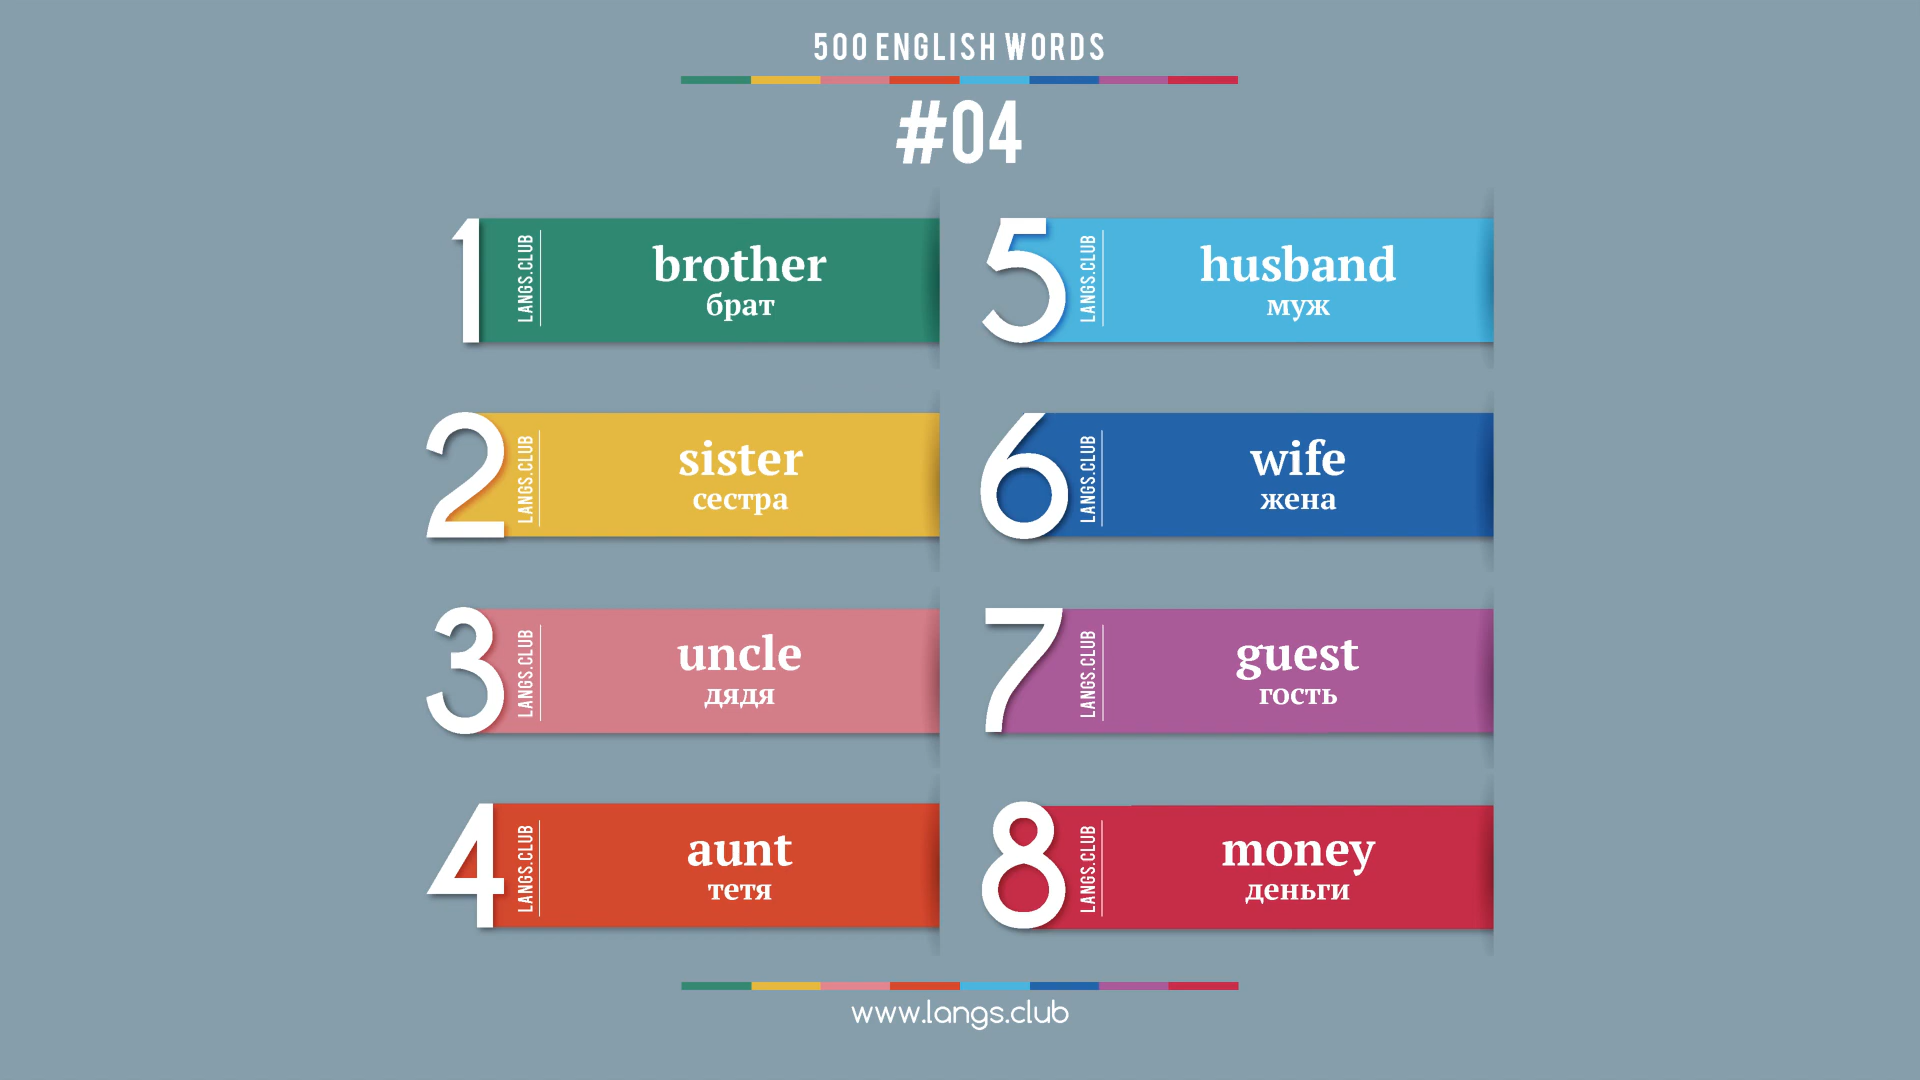 500 ENGLISH WORDS
#04
1
LANGS.CLUB
brother
брат
2
LANGS.CLUB
sister
сестра
3
LANGS.CLUB
uncle
дядя
4
LANGS.CLUB
aunt
тетя
5
LANGS.CLUB
husband
муж
6
LANGS.CLUB
wife
жена
7
LANGS.CLUB
guest
гость
8
LANGS.CLUB
money
деньги
www.langs.club